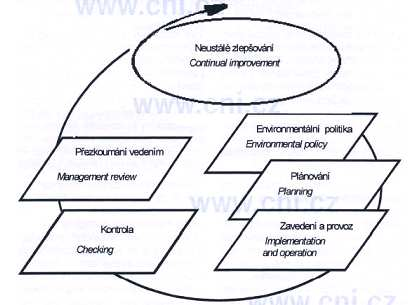 www.cni.cz
Neustálé zlepšování
Continual improvement
www.cni.cz
Environmentální politika
Environmental policy
Přezkoumání vedením
Management review
Plánování
Planning
www.cni.cz
Kontrola
Checking
Zavedení a provoz
Implementation
and operation
www.cni.cz